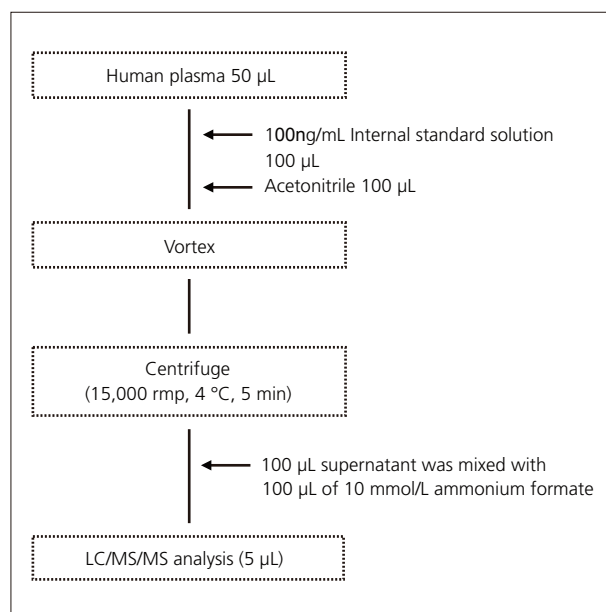 Human plasma 50 µL
100ng/mL Internal standard solution
100 µL
Acetonitrile 100 µL
Vortex
Centrifuge
(15,000 rmp, 4 °C, 5 min)
100 µL supernatant was mixed with
100 µL of 10 mmol/L ammonium formate
LC/MS/MS analysis (5 µL)